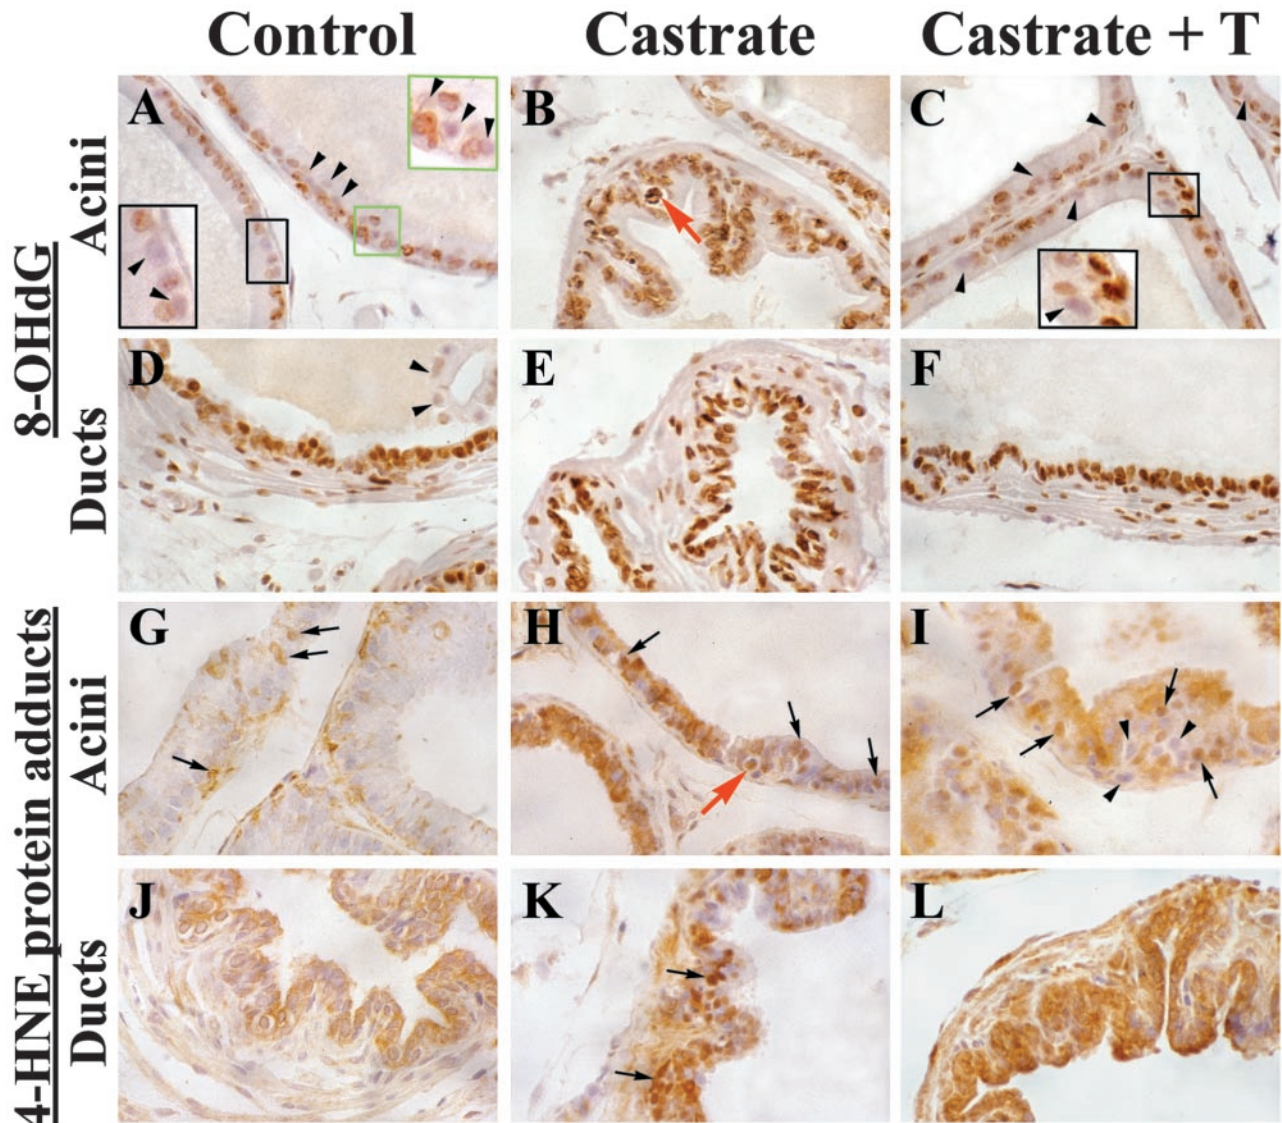 Control Castrate Castrate + T
8-OHdG
Acini
A B C
Ducts
D E F
4-HNE protein adducts
Acini
G H I
Ducts
J K L